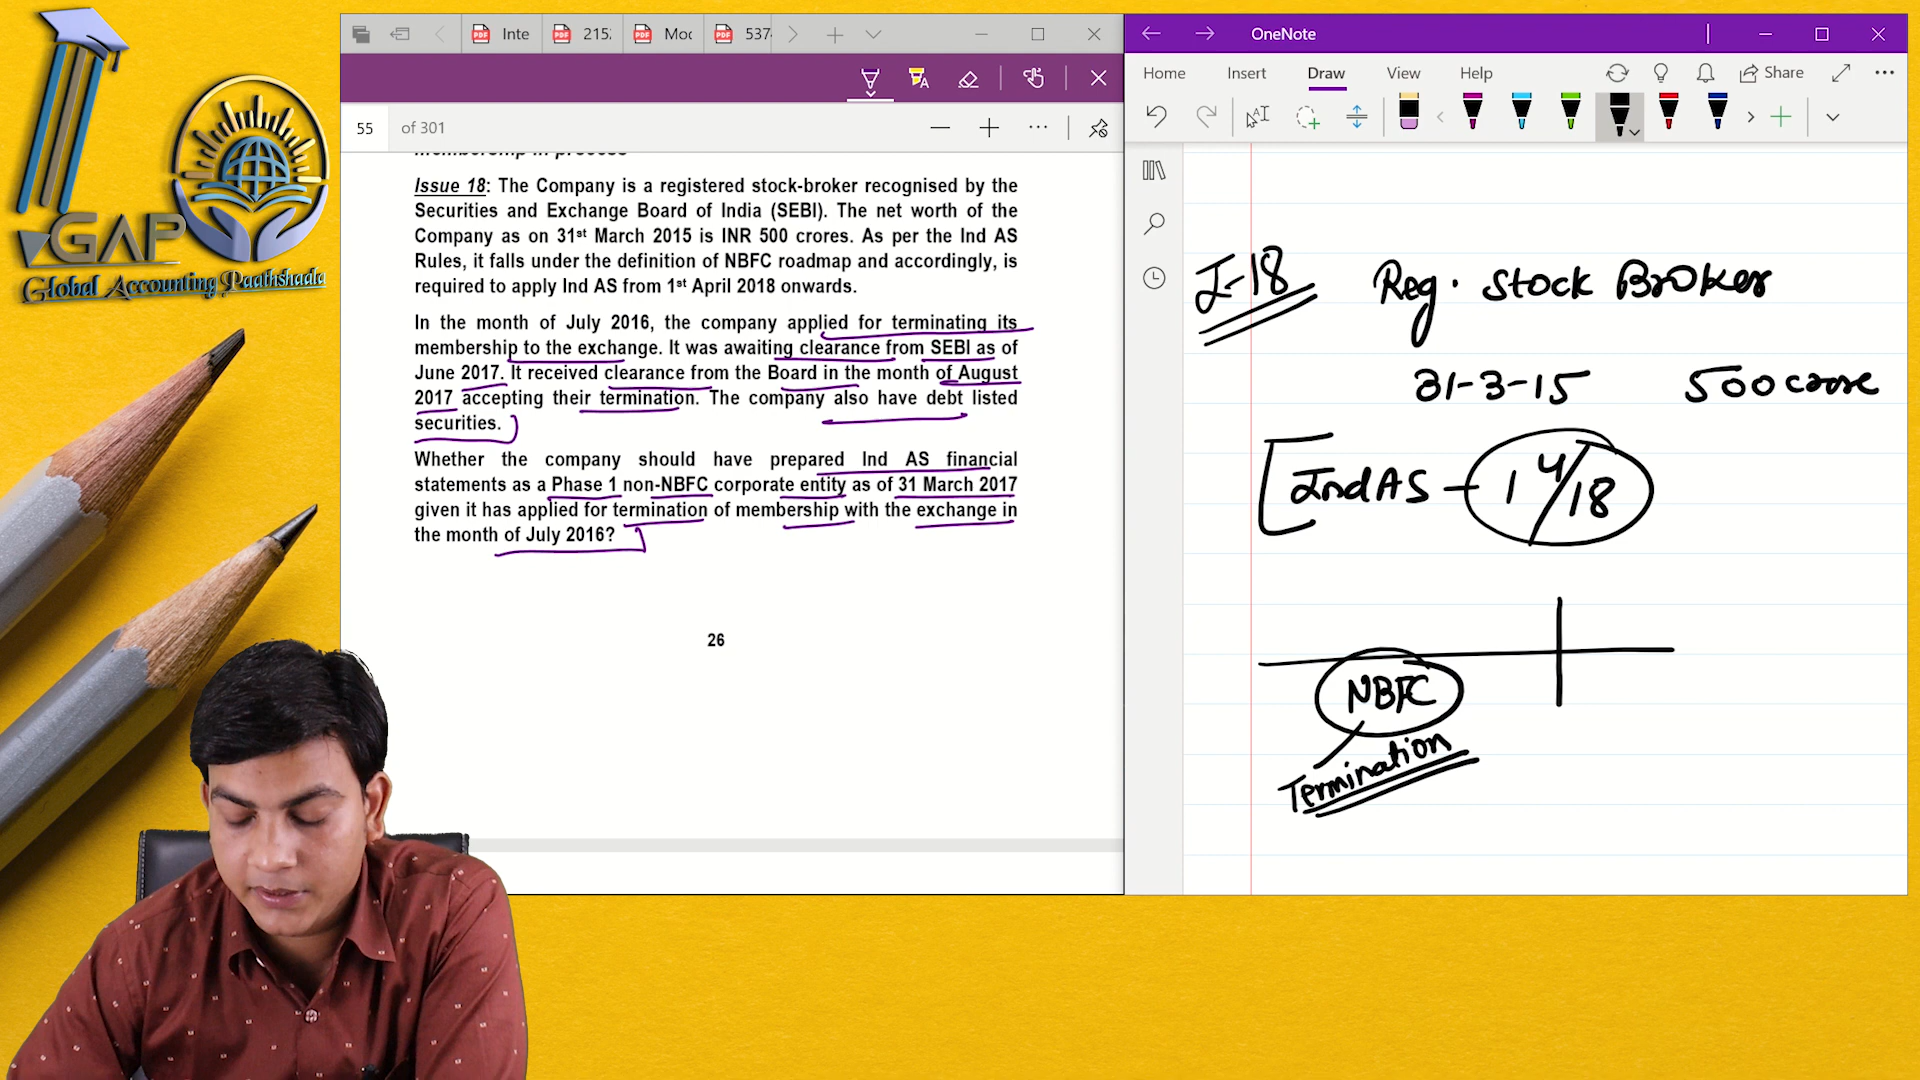 GAP
Global Accounting Paathshaala
Inte
215:
Moc
537
55 of 301
membership in process
Issue 18: The Company is a registered stock-broker recognised by the
Securities and Exchange Board of India (SEBI). The net worth of the
Company as on 31st March 2015 is INR 500 crores. As per the Ind AS
Rules, it falls under the definition of NBFC roadmap and accordingly, is
required to apply Ind AS from 1st April 2018 onwards.
In the month of July 2016, the company applied for terminating its
membership to the exchange. It was awaiting clearance from SEBI as of
June 2017. It received clearance from the Board in the month of August
2017 accepting their termination. The company also have debt listed
securities.
Whether the company should have prepared Ind AS financial
statements as a Phase 1 non-NBFC corporate entity as of 31 March 2017
given it has applied for termination of membership with the exchange in
the month of July 2016?
26
OneNote
Home Insert Draw View Help Share
I-18 Reg. Stock Broker
31-3-15 500 crore
Ind AS - 1 4/18
NBFC
Termination